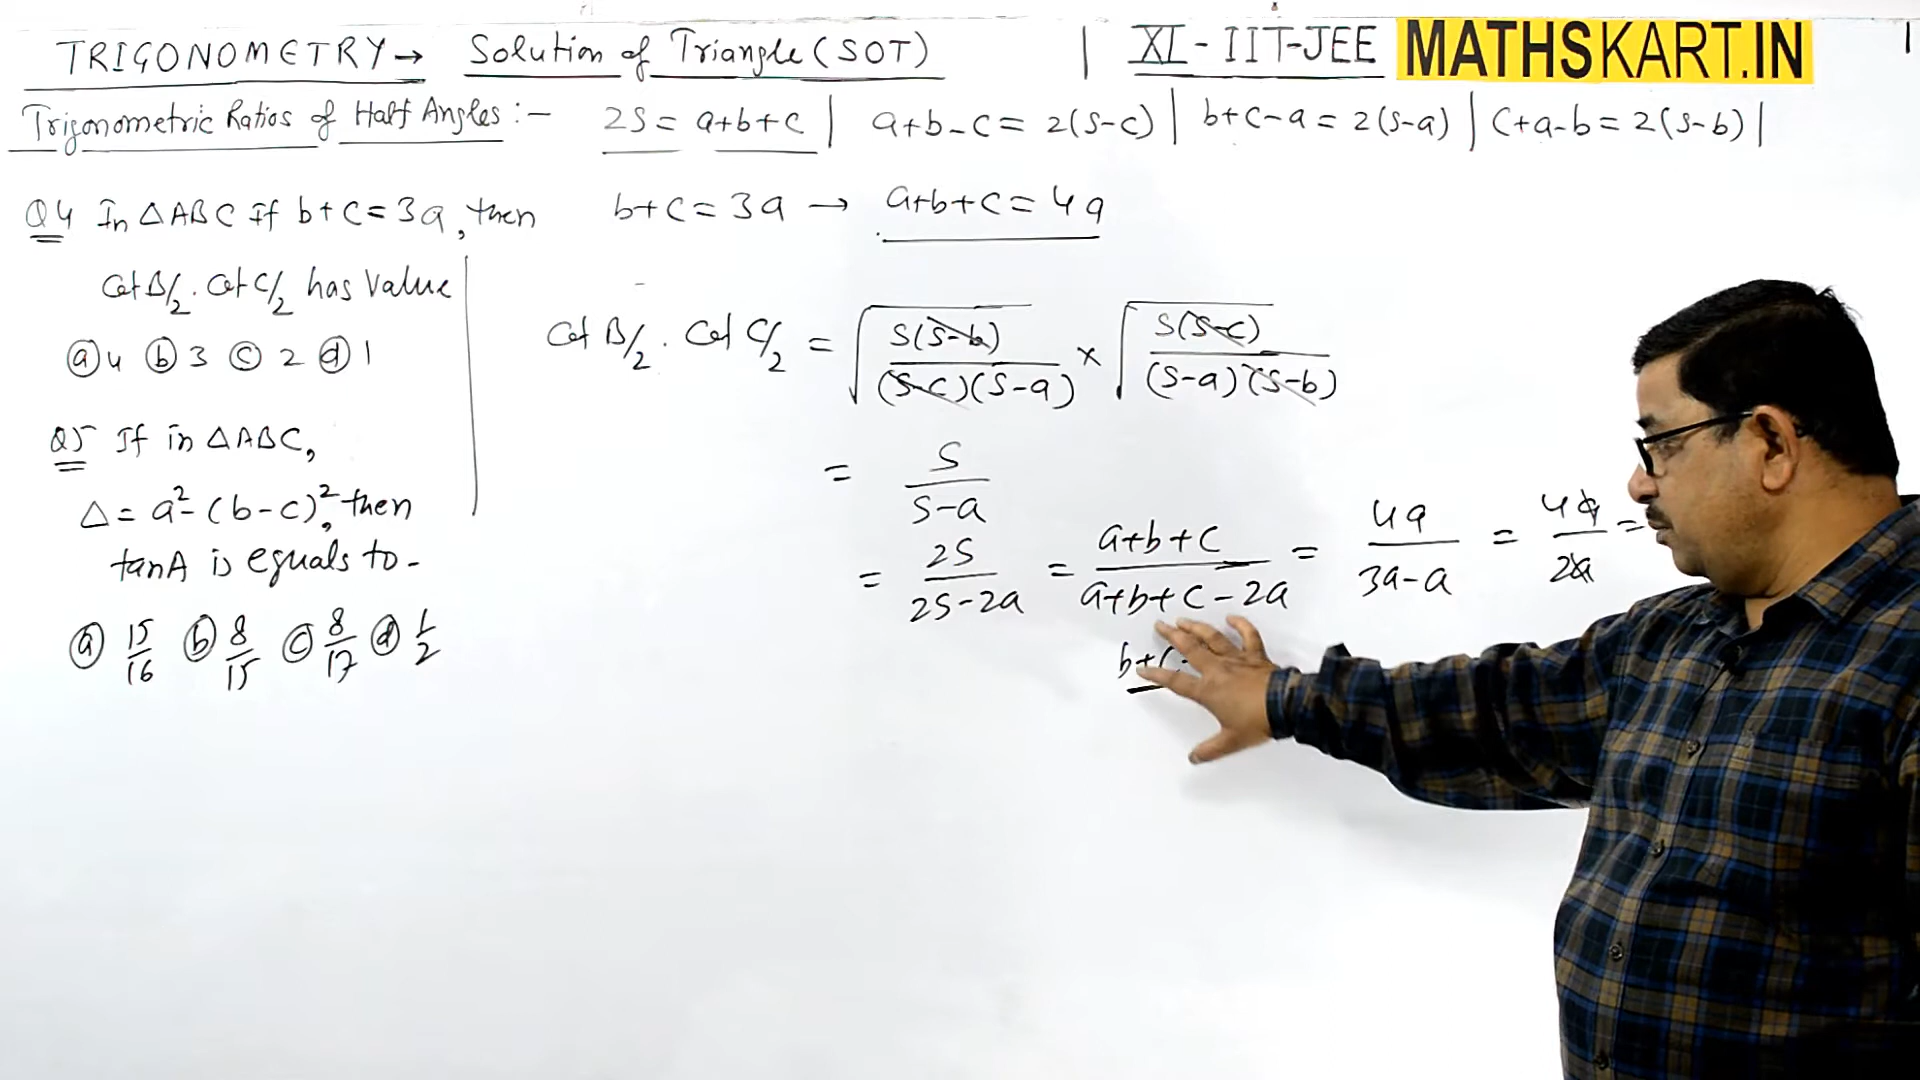 TRIGONOMETRY → Solution of Triangle (SOT) | XI - IIT-JEE MATHSKART.IN
Trigonometric Ratios of Half Angles :- 2S = a+b+c | a+b-c = 2(S-c) | b+c-a = 2(S-a) | c+a-b = 2(S-b) |
Q4 In △ABC If b+c = 3a, then
Cot B/2 . Cot C/2 has Value
ⓐ 4 ⓑ 3 ⓒ 2 ⓓ 1
Q5 If in △ABC,
△ = a² - (b-c)², then
tanA is equals to -
ⓐ 15/16 ⓑ 8/15 ⓒ 8/17 ⓓ 1/2
b+c = 3a → a+b+c = 4a
Cot B/2 . Cot C/2 = √(S(S-b)/(S-c)(S-a)) × √(S(S-c)/(S-a)(S-b))
= S/(S-a)
= 2S/(2S-2a) = (a+b+c)/(a+b+c-2a) = 4a/(3a-a) = 4a/2a =
b+c-